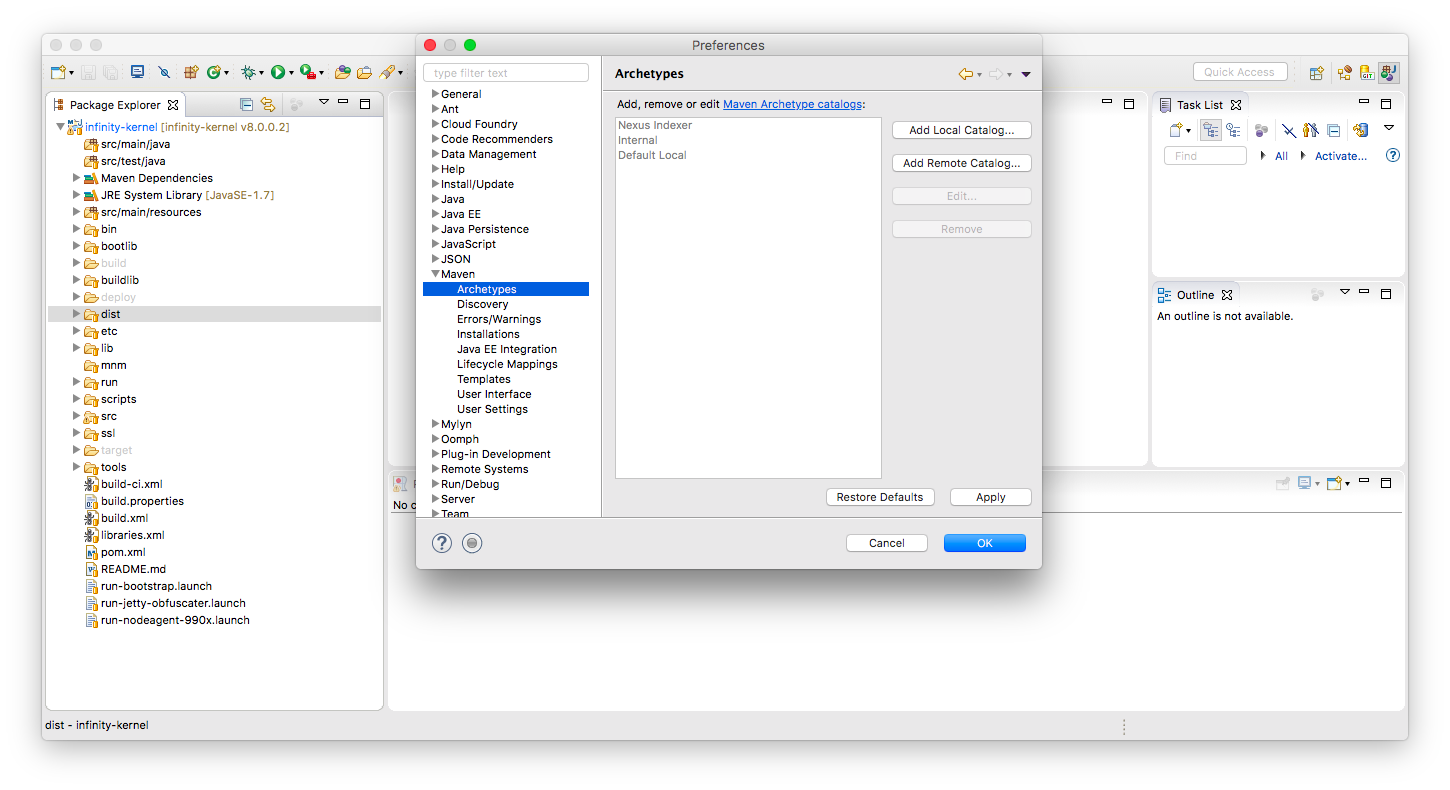 Preferences
Quick Access
Package Explorer
infinity-kernel [infinity-kernel v8.0.0.2]
src/main/java
src/test/java
Maven Dependencies
JRE System Library [JavaSE-1.7]
src/main/resources
bin
bootlib
build
buildlib
deploy
dist
etc
lib
mnm
run
scripts
src
ssl
target
tools
build-ci.xml
build.properties
build.xml
libraries.xml
pom.xml
README.md
run-bootstrap.launch
run-jetty-obfuscater.launch
run-nodeagent-990x.launch
dist - infinity-kernel
type filter text
General
Ant
Cloud Foundry
Code Recommenders
Data Management
Help
Install/Update
Java
Java EE
Java Persistence
JavaScript
JSON
Maven
Archetypes
Discovery
Errors/Warnings
Installations
Java EE Integration
Lifecycle Mappings
Templates
User Interface
User Settings
Mylyn
Oomph
Plug-in Development
Remote Systems
Run/Debug
Server
Team
Archetypes
Add, remove or edit Maven Archetype catalogs:
Nexus Indexer
Internal
Default Local
Add Local Catalog...
Add Remote Catalog...
Edit...
Remove
Restore Defaults
Apply
Cancel
OK
No c
Task List
Find
All
Activate...
Outline
An outline is not available.